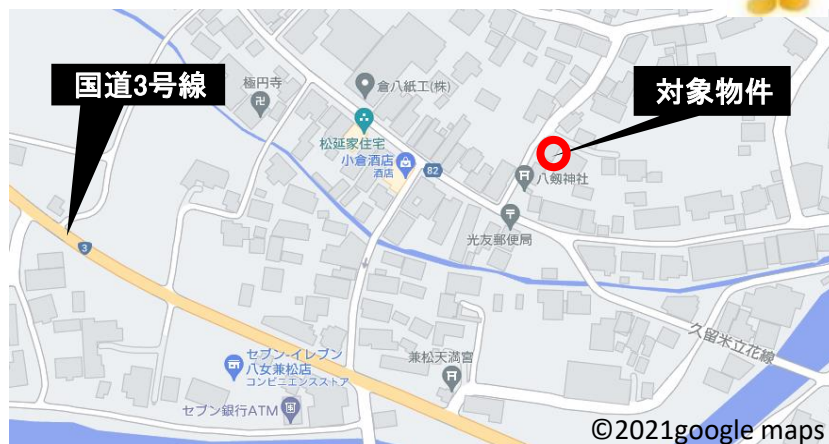 国道3号線
極円寺
倉八紙工(株)
対象物件
松延家住宅
小倉酒店
酒店
82
八剱神社
光友郵便局
3
久留米立花線
セブン-イレブン
八女兼松店
コンビニエンスストア
兼松天満宮
セブン銀行ATM
©2021google maps